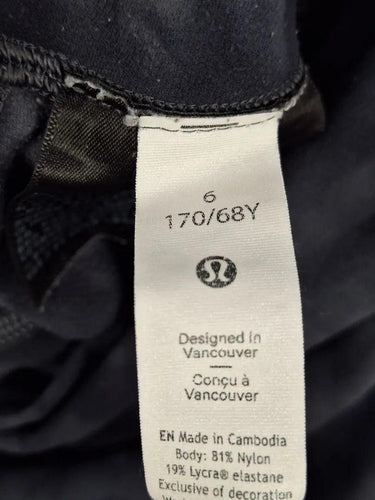 6
170/68Y
Designed in
Vancouver
Conçu à
Vancouver
EN Made in Cambodia
Body: 81% Nylon
19% Lycra® elastane
Exclusive of decoration